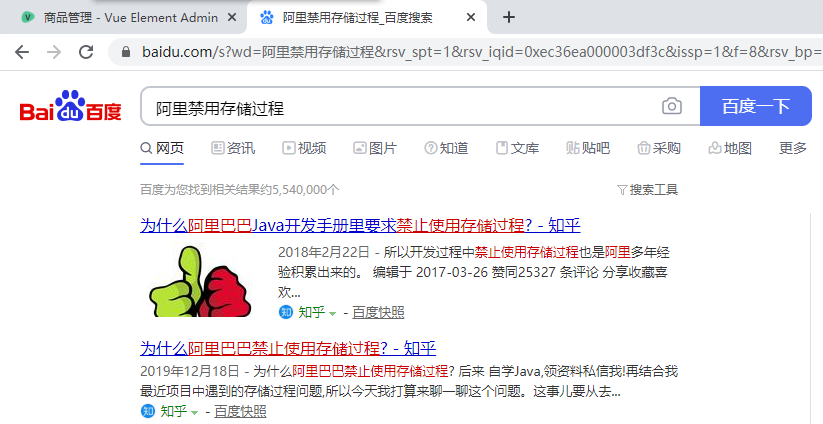 商品管理 - Vue Element Admin
阿里禁用存储过程_百度搜索
baidu.com/s?wd=阿里禁用存储过程&rsv_spt=1&rsv_iqid=0xec36ea000003df3c&issp=1&f=8&rsv_bp=
Bai du 百度
阿里禁用存储过程
百度一下
网页 资讯 视频 图片 知道 文库 贴吧 采购 地图 更多
百度为您找到相关结果约5,540,000个
搜索工具
为什么阿里巴巴Java开发手册里要求禁止使用存储过程? - 知乎
2018年2月22日 - 所以开发过程中禁止使用存储过程也是阿里多年经
验积累出来的。 编辑于 2017-03-26 赞同25327 条评论 分享收藏喜
欢...
知 知乎 - 百度快照
为什么阿里巴巴禁止使用存储过程? - 知乎
2019年12月18日 - 为什么阿里巴巴禁止使用存储过程? 后来 自学Java,领资料私信我!再结合我
最近项目中遇到的存储过程问题,所以今天我打算来聊一聊这个问题。这事儿要从去...
知 知乎 - 百度快照